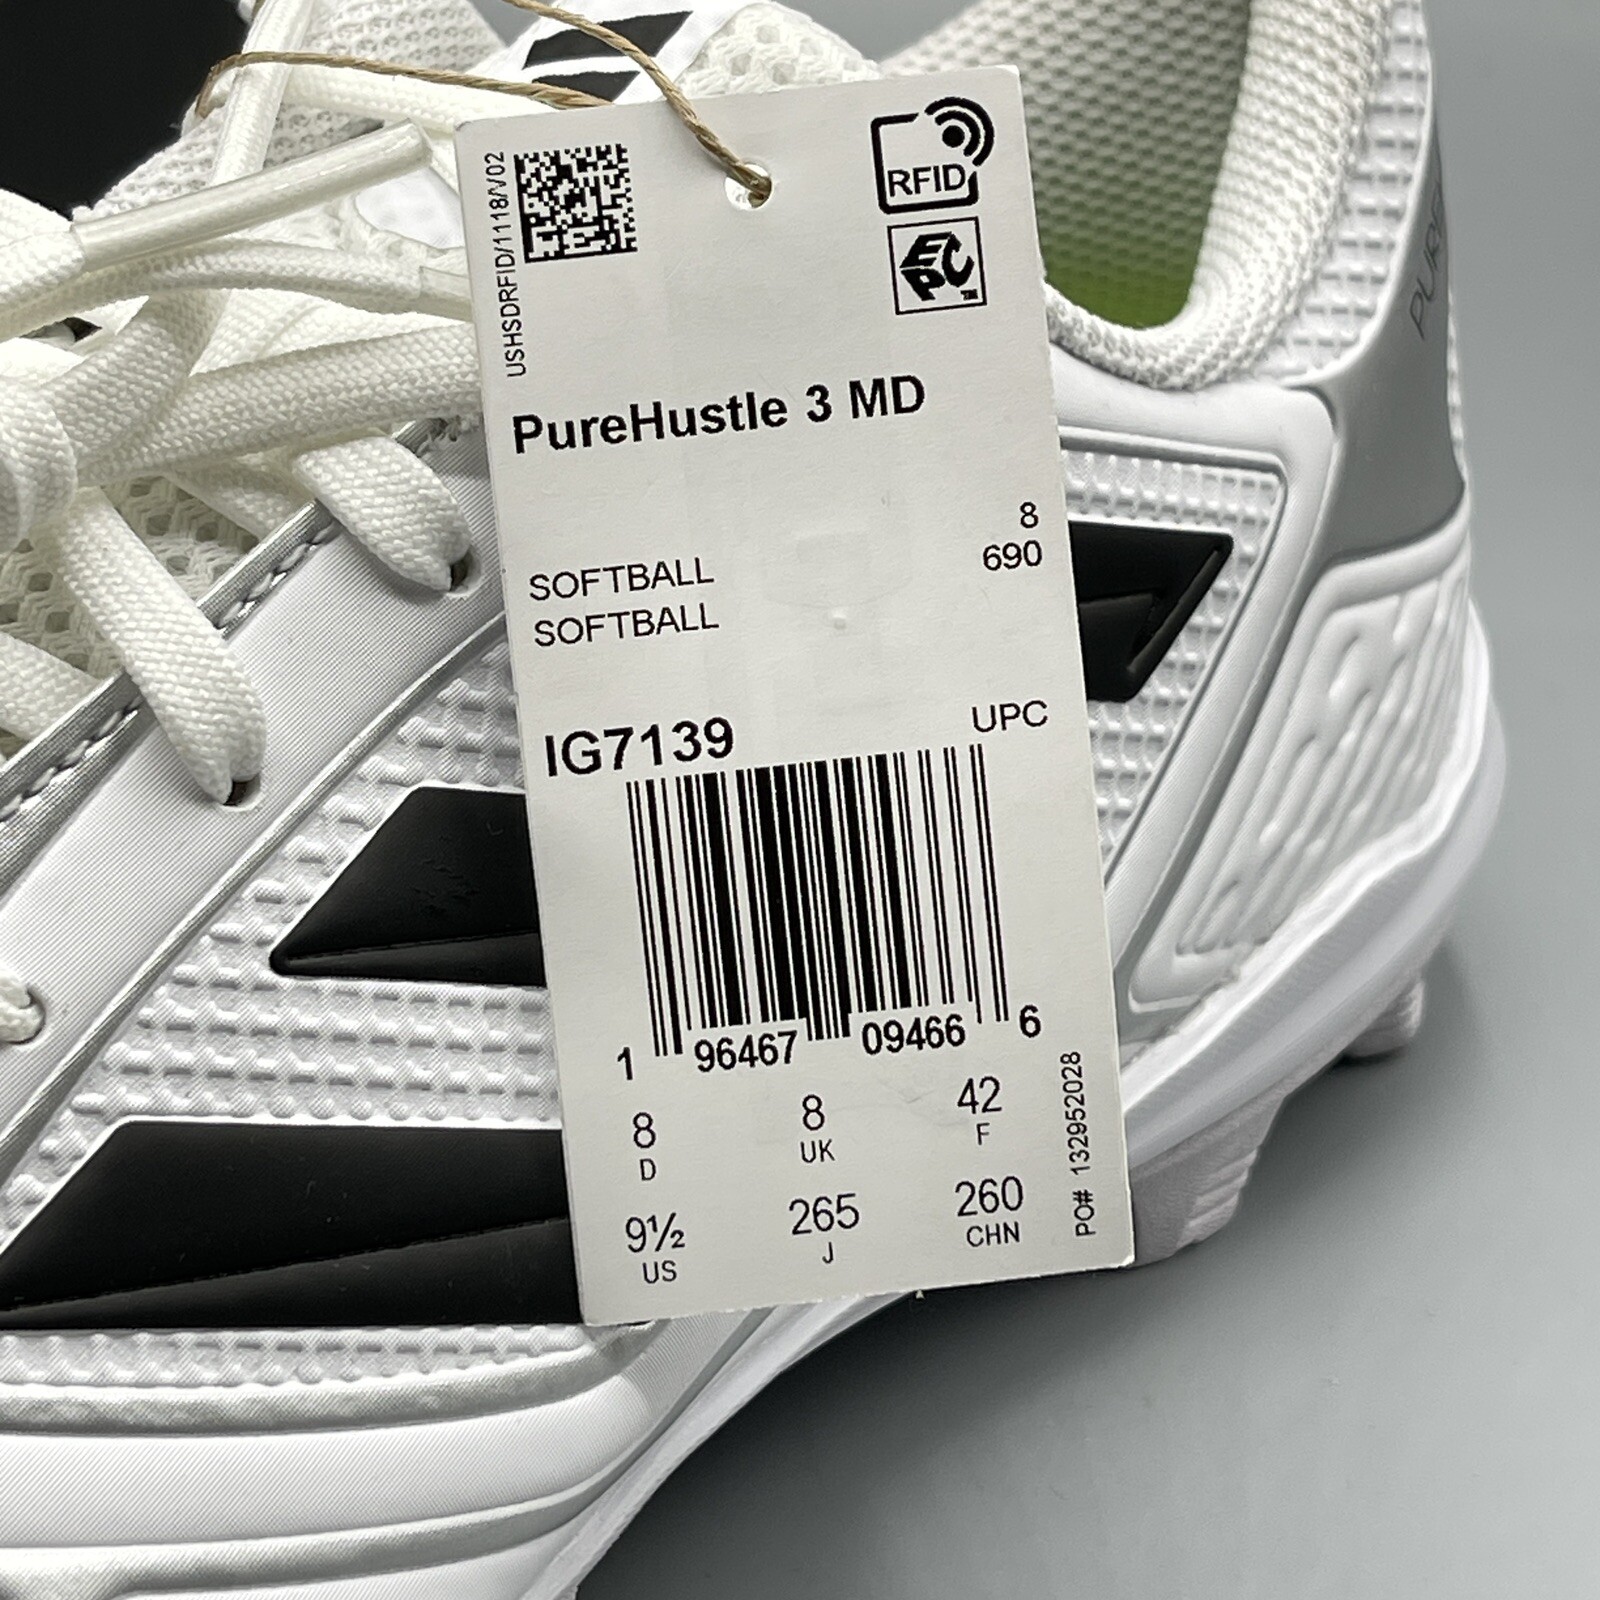 USHSDRFID/1118/V02
RFID
EPC™
PureHustle 3 MD
8
690
SOFTBALL
SOFTBALL
IG7139
UPC
1 96467 09466 6
8 8 42
D UK F
9½ 265 260
US J CHN
PO# 132952028